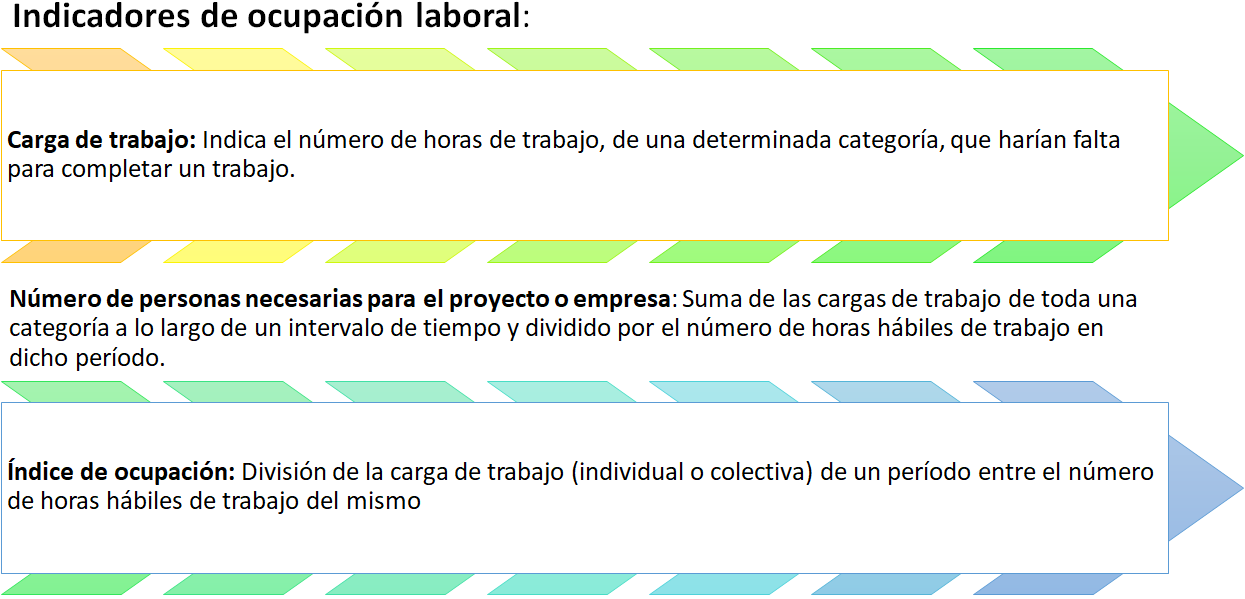 Indicadores de ocupación laboral:
Carga de trabajo: Indica el número de horas de trabajo, de una determinada categoría, que harían falta
para completar un trabajo.
Número de personas necesarias para el proyecto o empresa: Suma de las cargas de trabajo de toda una
categoría a lo largo de un intervalo de tiempo y dividido por el número de horas hábiles de trabajo en
dicho período.
Índice de ocupación: División de la carga de trabajo (individual o colectiva) de un período entre el número
de horas hábiles de trabajo del mismo